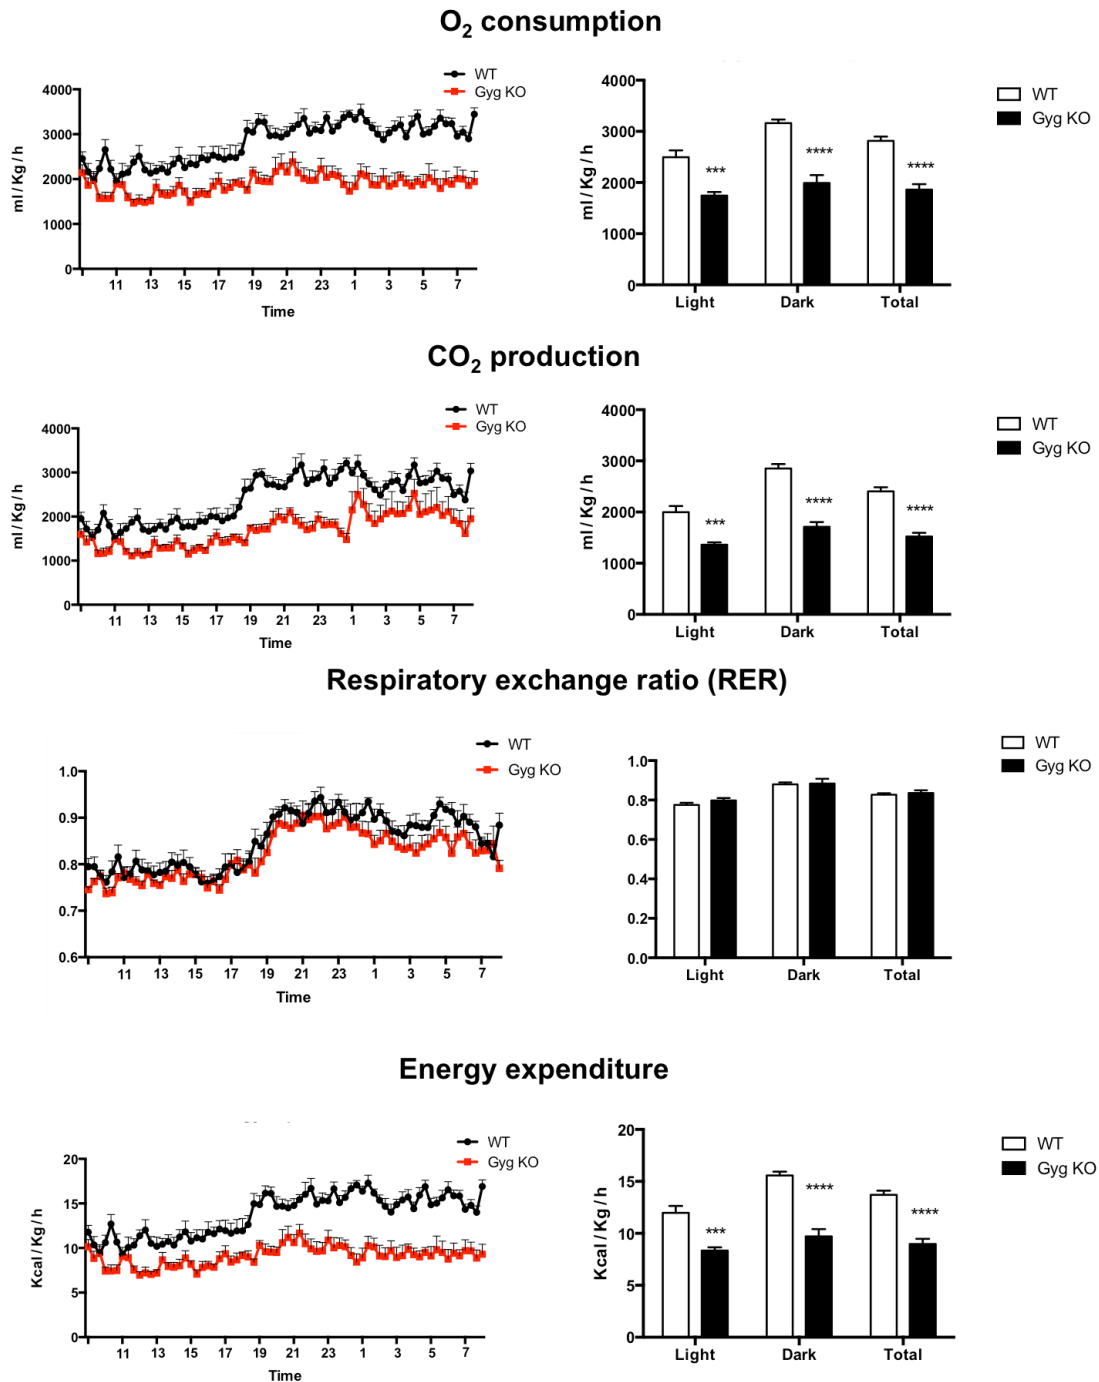 O₂ consumption
WT
Gyg KO
4000
3000
2000
1000
0
ml / Kg / h
11 13 15 17 19 21 23 1 3 5 7
Time
WT
Gyg KO
4000
3000
2000
1000
0
ml / Kg / h
*** **** ****
Light Dark Total
CO₂ production
WT
Gyg KO
4000
3000
2000
1000
0
ml / Kg / h
11 13 15 17 19 21 23 1 3 5 7
Time
WT
Gyg KO
4000
3000
2000
1000
0
ml / Kg / h
*** **** ****
Light Dark Total
Respiratory exchange ratio (RER)
WT
Gyg KO
1.0
0.9
0.8
0.7
0.6
11 13 15 17 19 21 23 1 3 5 7
Time
WT
Gyg KO
1.0
0.8
0.6
0.4
0.2
0.0
Light Dark Total
Energy expenditure
WT
Gyg KO
20
15
10
5
0
Kcal / Kg / h
11 13 15 17 19 21 23 1 3 5 7
Time
WT
Gyg KO
20
15
10
5
0
Kcal / Kg / h
*** **** ****
Light Dark Total